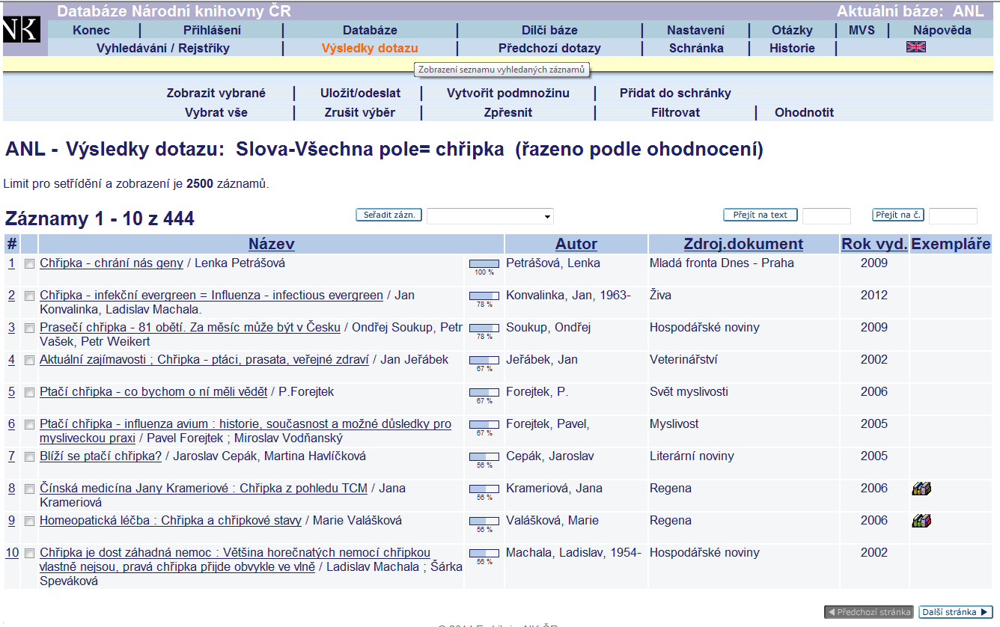 Databáze Národní knihovny ČR Aktuální báze: ANL
NK
Konec | Přihlášení | Databáze | Dílčí báze | Nastavení | Otázky | MVS | Nápověda
Vyhledávání / Rejstříky | Výsledky dotazu | Předchozí dotazy | Schránka | Historie |
Zobrazení seznamu vyhledaných záznamů
Zobrazit vybrané | Uložit/odeslat | Vytvořit podmnožinu | Přidat do schránky
Vybrat vše | Zrušit výběr | Zpřesnit | Filtrovat | Ohodnotit
ANL - Výsledky dotazu: Slova-Všechna pole= chřipka (řazeno podle ohodnocení)
Limit pro setřídění a zobrazení je 2500 záznamů.
Záznamy 1 - 10 z 444 Seřadit zázn. Přejít na text Přejít na č.
# Název Autor Zdroj.dokument Rok vyd. Exempláře
1 Chřipka - chrání nás geny / Lenka Petrášová 100 % Petrášová, Lenka Mladá fronta Dnes - Praha 2009
2 Chřipka - infekční evergreen = Influenza - infectious evergreen / Jan 78 % Konvalinka, Jan, 1963- Živa 2012
Konvalinka, Ladislav Machala.
3 Prasečí chřipka - 81 obětí. Za měsíc může být v Česku / Ondřej Soukup, Petr 78 % Soukup, Ondřej Hospodářské noviny 2009
Vašek, Petr Weikert
4 Aktuální zajímavosti ; Chřipka - ptáci, prasata, veřejné zdraví / Jan Jeřábek 67 % Jeřábek, Jan Veterinářství 2002
5 Ptačí chřipka - co bychom o ní měli vědět / P.Forejtek 67 % Forejtek, P. Svět myslivosti 2006
6 Ptačí chřipka - influenza avium : historie, současnost a možné důsledky pro 67 % Forejtek, Pavel, Myslivost 2005
mysliveckou praxi / Pavel Forejtek ; Miroslav Vodňanský
7 Blíží se ptačí chřipka? / Jaroslav Cepák, Martina Havlíčková 56 % Cepák, Jaroslav Literární noviny 2005
8 Čínská medicína Jany Krameriové : Chřipka z pohledu TCM / Jana 56 % Krameriová, Jana Regena 2006
Krameriová
9 Homeopatická léčba : Chřipka a chřipkové stavy / Marie Valášková 56 % Valášková, Marie Regena 2006
10 Chřipka je dost záhadná nemoc : Většina horečnatých nemocí chřipkou 56 % Machala, Ladislav, 1954- Hospodářské noviny 2002
vlastně nejsou, pravá chřipka přijde obvykle ve vlně / Ladislav Machala ; Šárka
Speváková
Předchozí stránka Další stránka